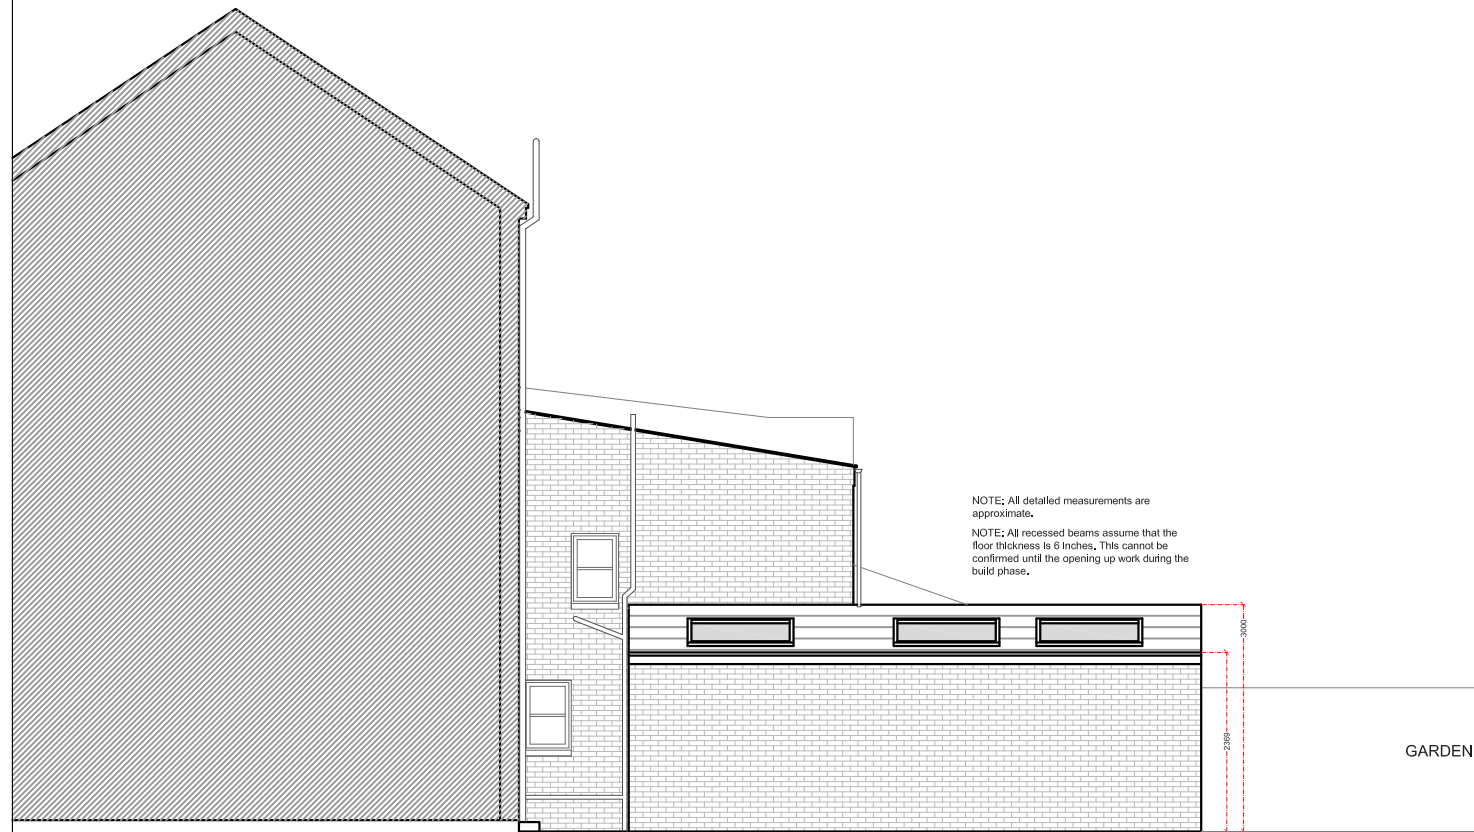 NOTE: All detailed measurements are
approximate.
NOTE: All recessed beams assume that the
floor thickness is 6 inches. This cannot be
confirmed until the opening up work during the
build phase.
3000
2369
GARDEN